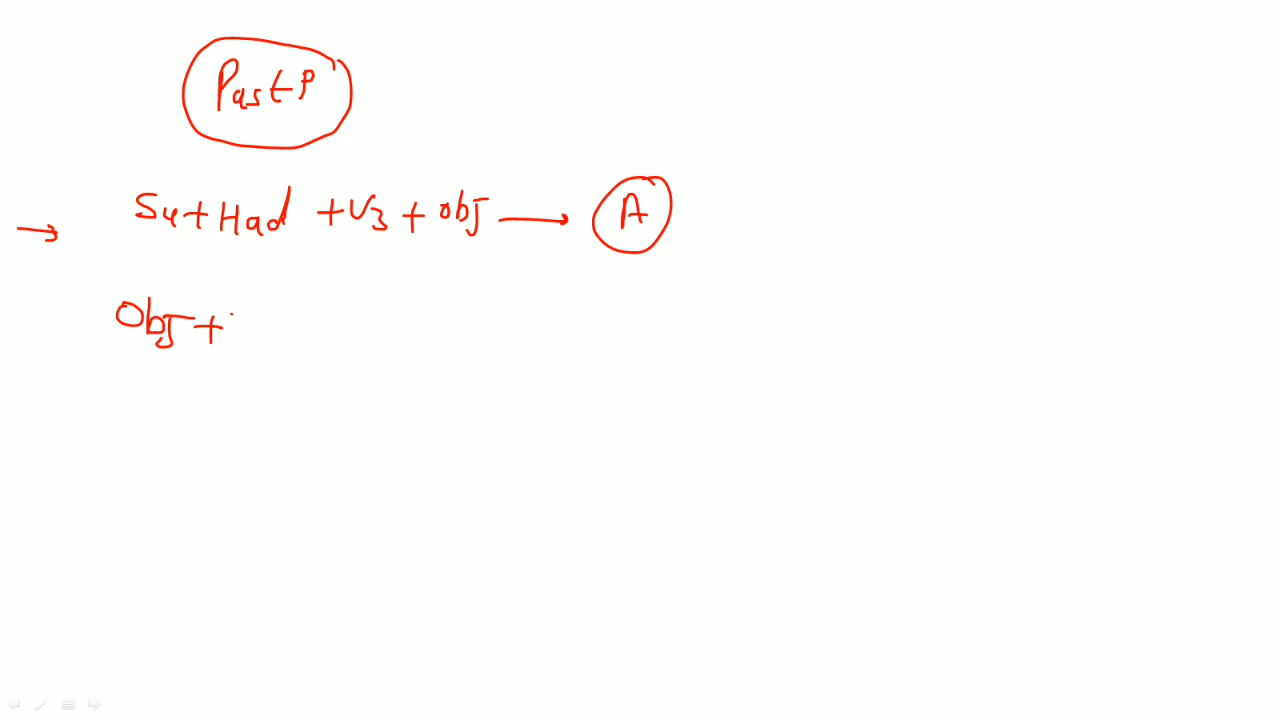 Past P
Su + Had + V3 + obj → A
Obj +